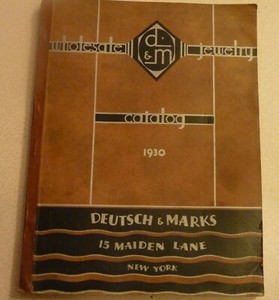 wholesale d & m jewelry
catalog
1930
DEUTSCH & MARKS
15 MAIDEN LANE
NEW YORK